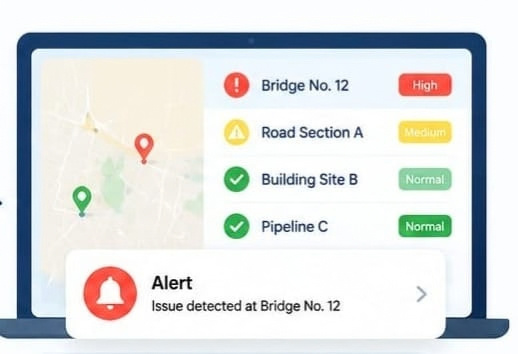 Bridge No. 12 High
Road Section A Medium
Building Site B Normal
Pipeline C Normal
Alert
Issue detected at Bridge No. 12